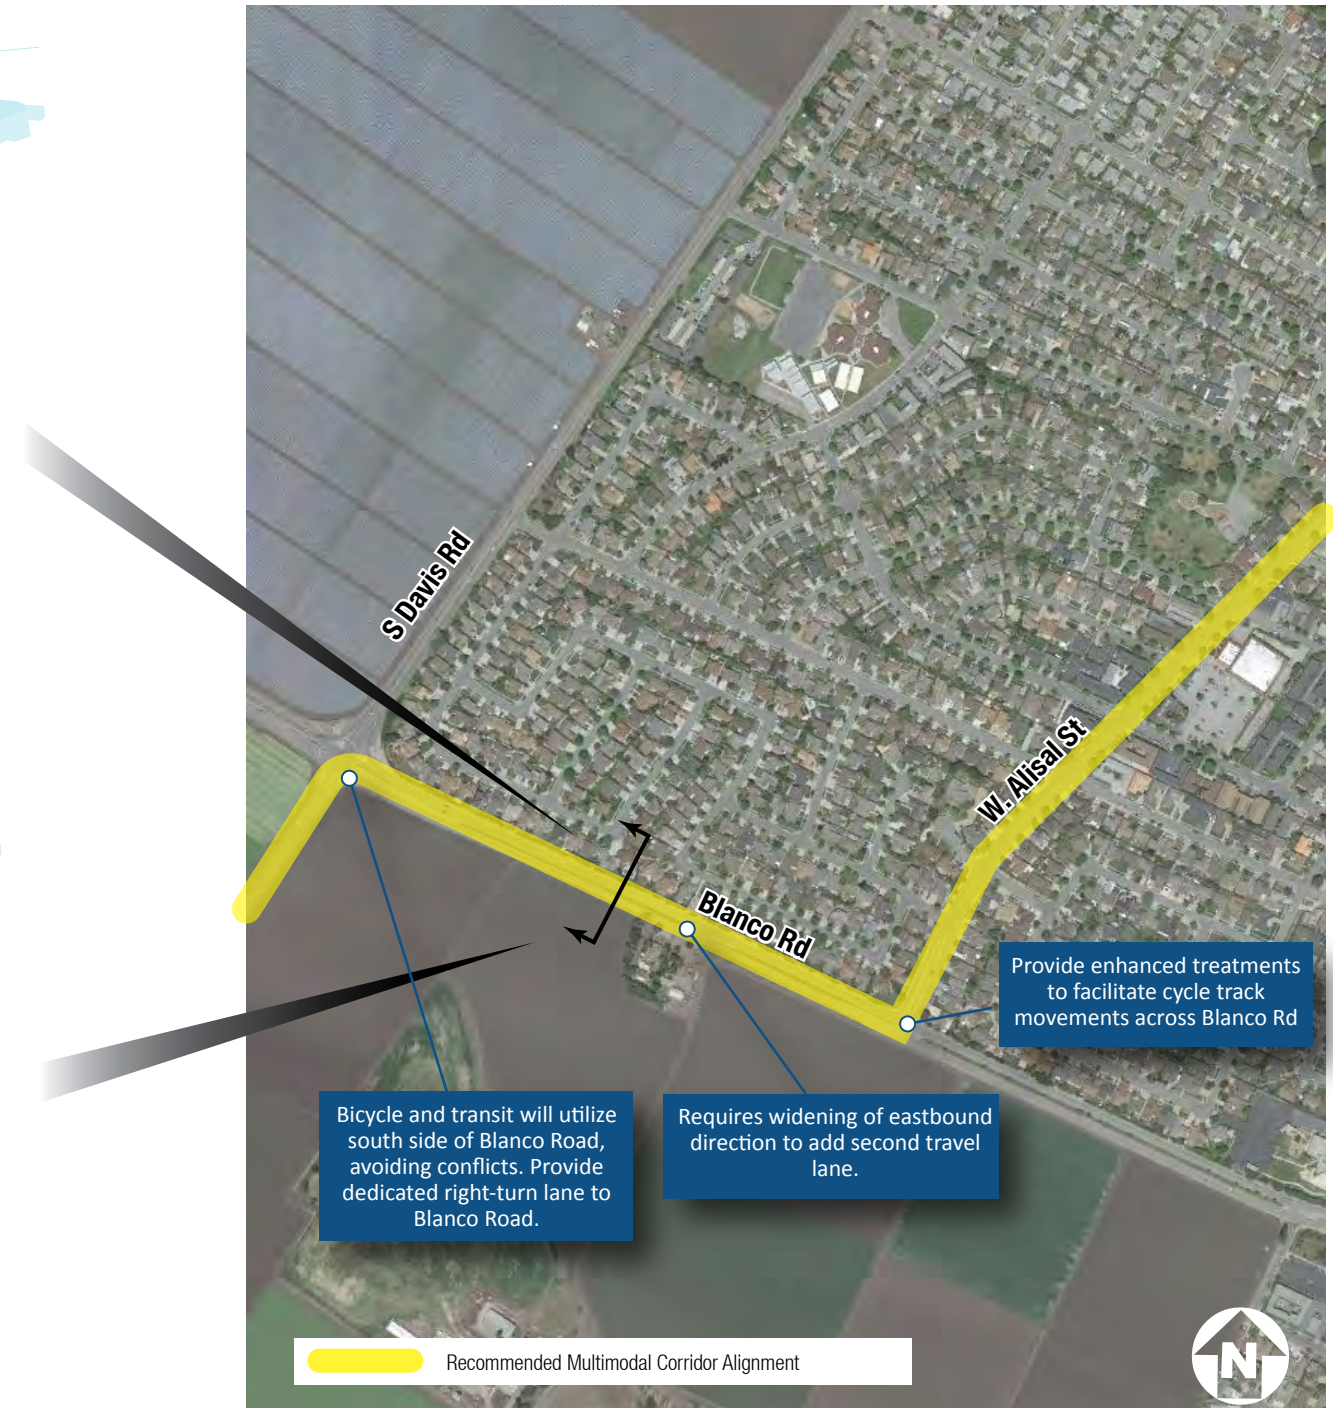 S Davis Rd
W. Alisal St
Blanco Rd
Provide enhanced treatments
to facilitate cycle track
movements across Blanco Rd
Bicycle and transit will utilize
south side of Blanco Road,
avoiding conflicts. Provide
dedicated right-turn lane to
Blanco Road.
Requires widening of eastbound
direction to add second travel
lane.
Recommended Multimodal Corridor Alignment
N